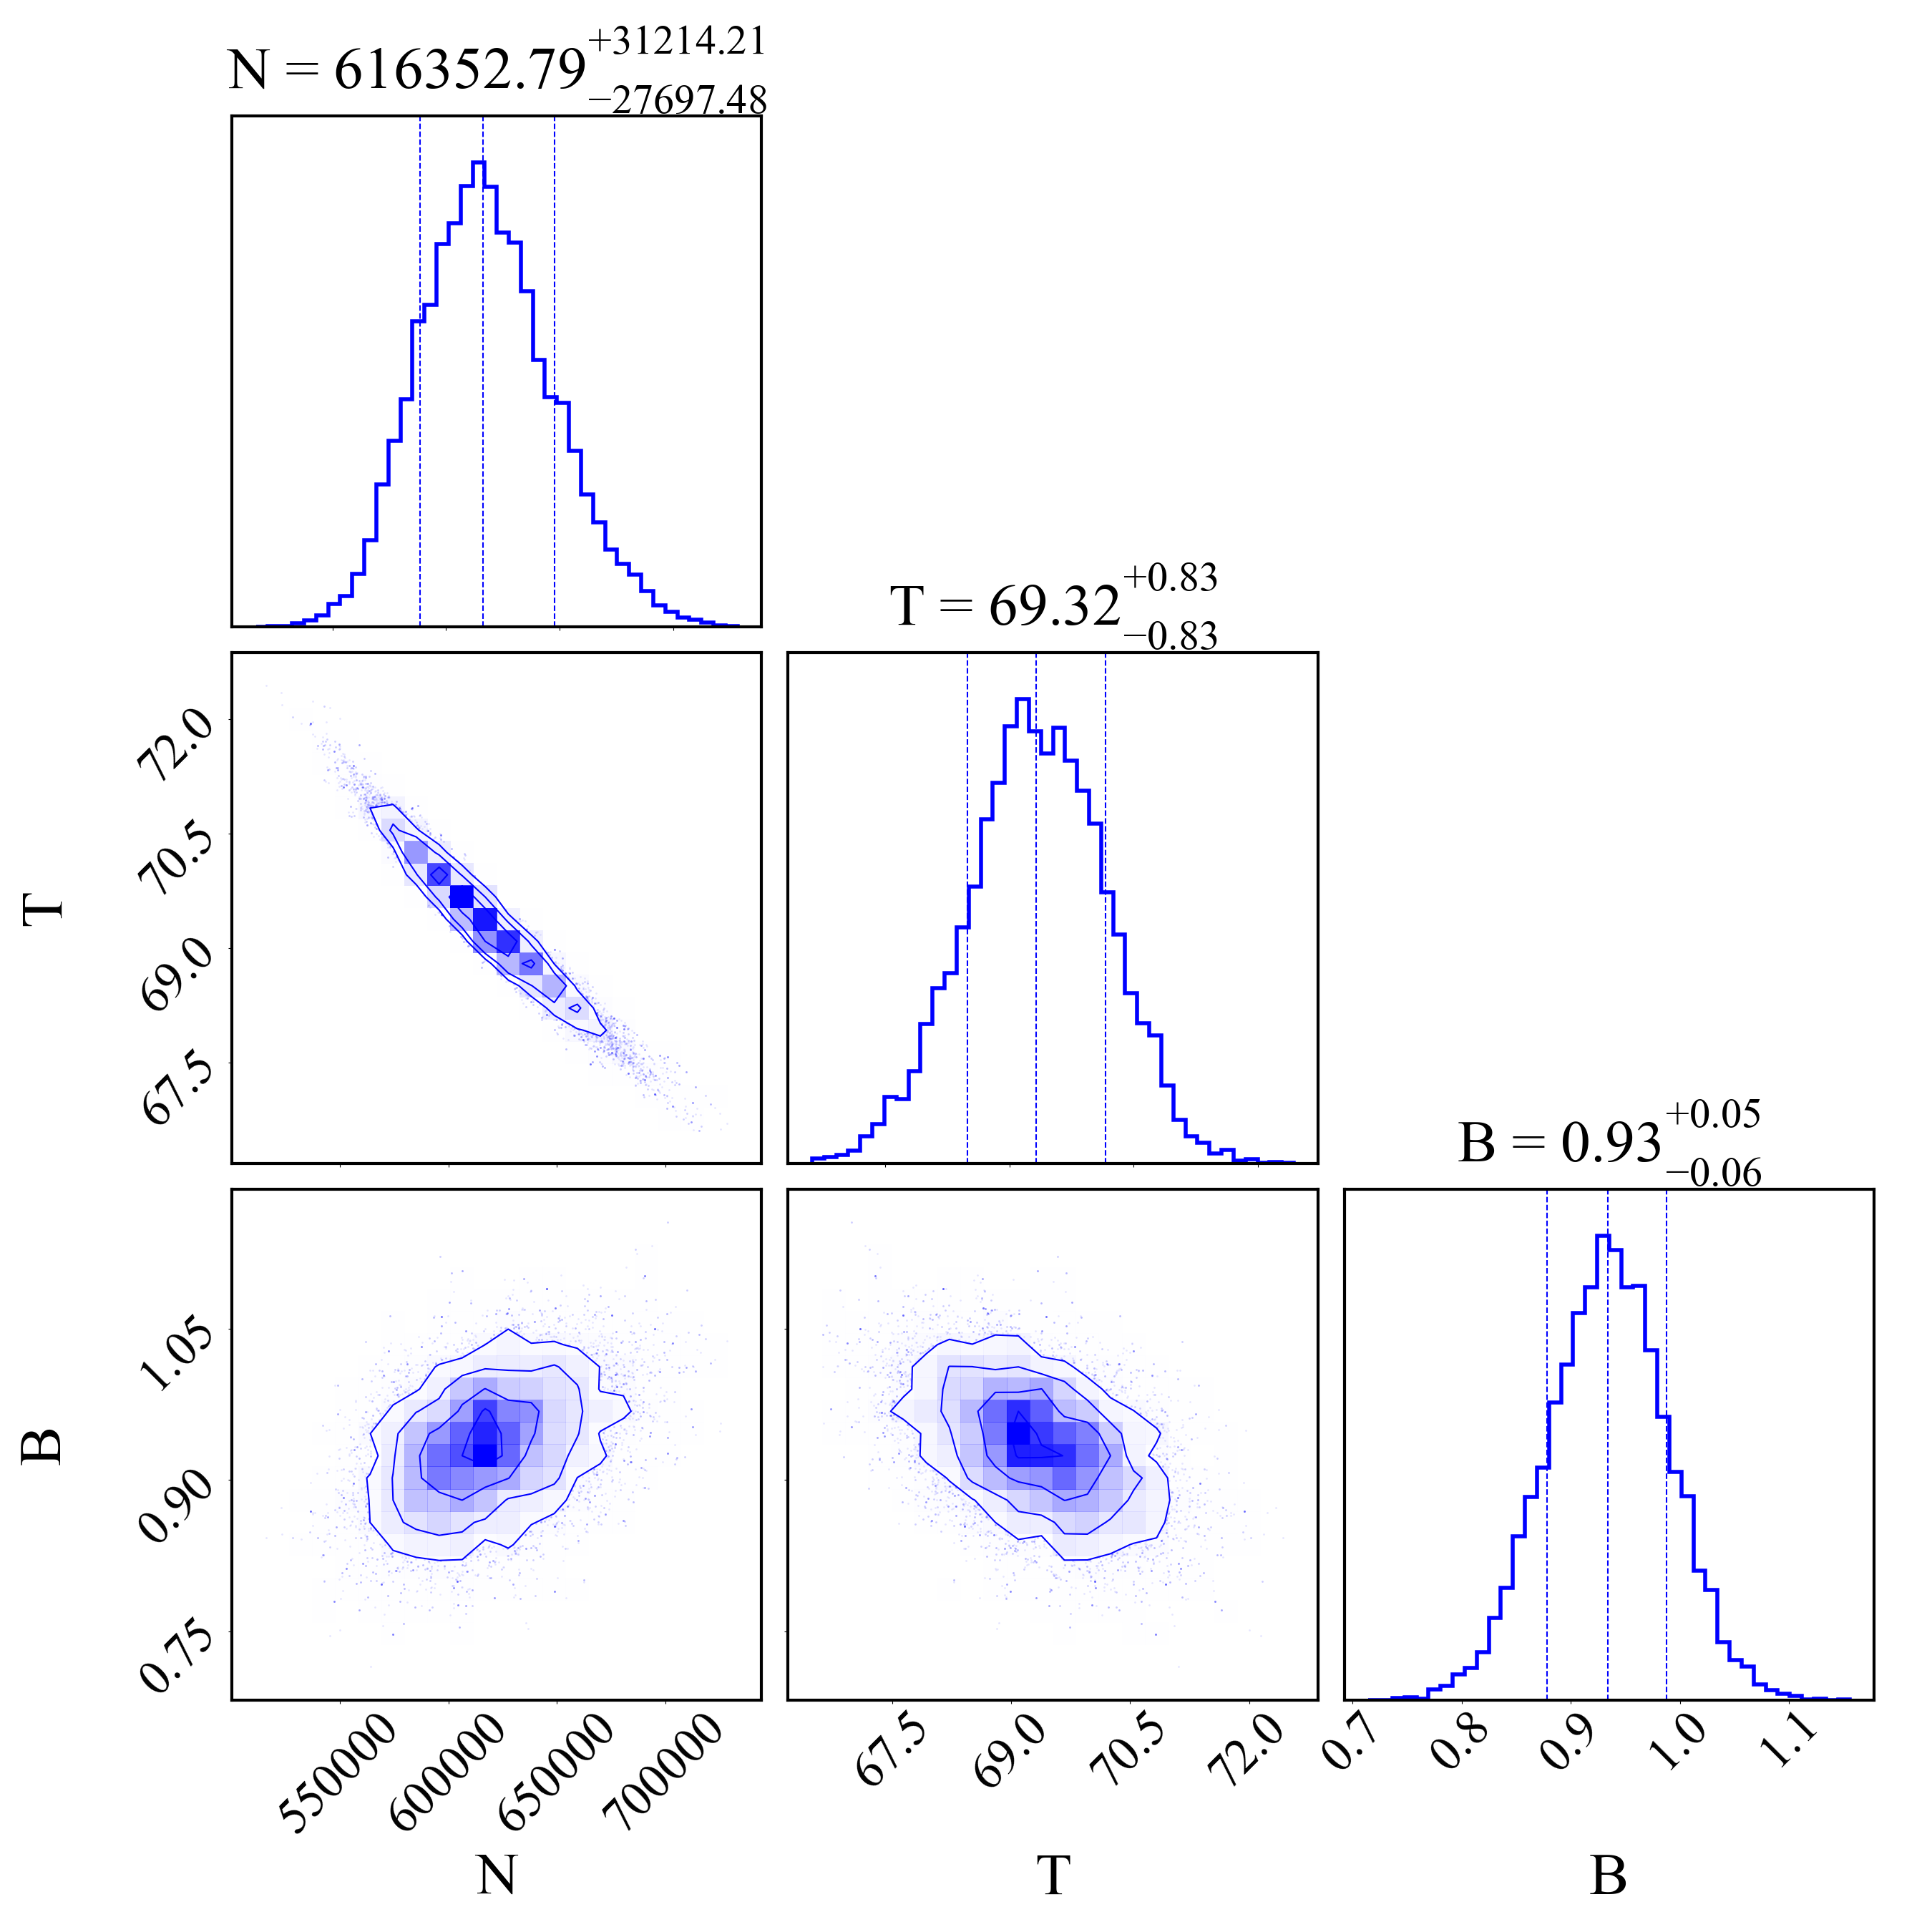 N = 616352.79 +31214.21 −27697.48
T = 69.32 +0.83 −0.83
72.0
70.5
69.0
67.5
T
B = 0.93 +0.05 −0.06
1.05
0.90
0.75
B
550000 600000 650000 700000
67.5 69.0 70.5 72.0
0.7 0.8 0.9 1.0 1.1
N T B